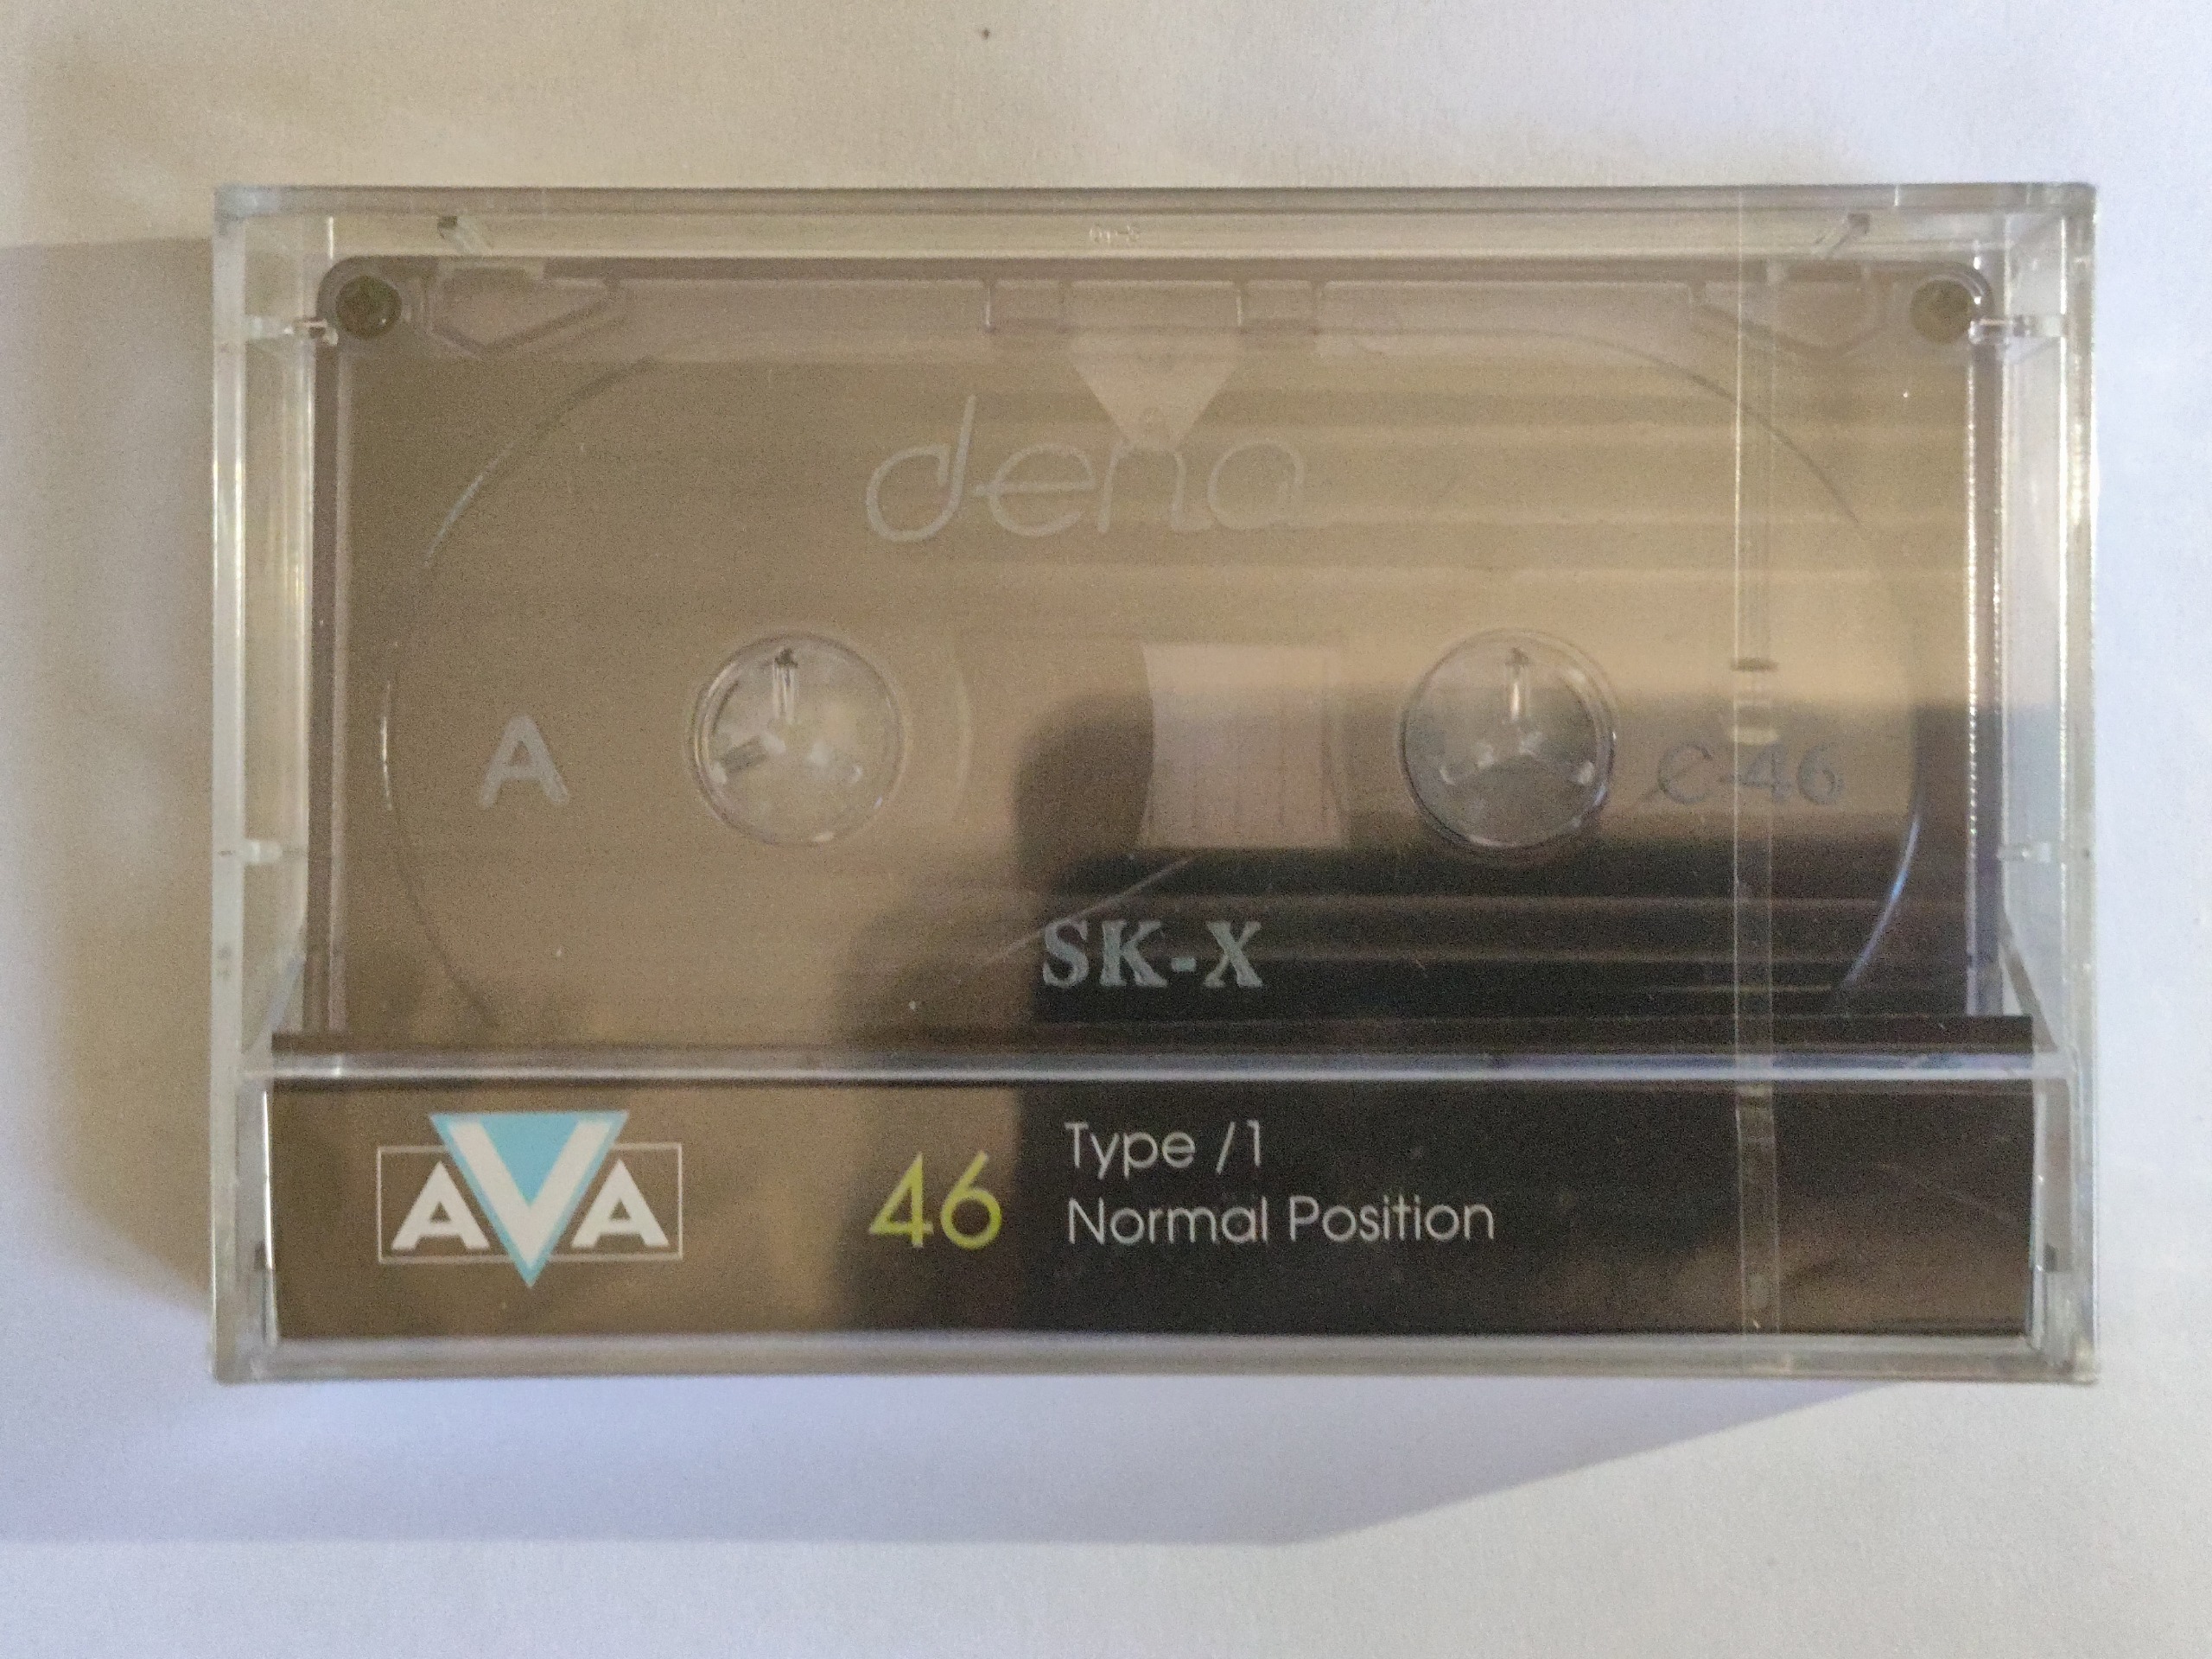 dena
A
C-46
SK-X
AVA
46
Type /1
Normal Position